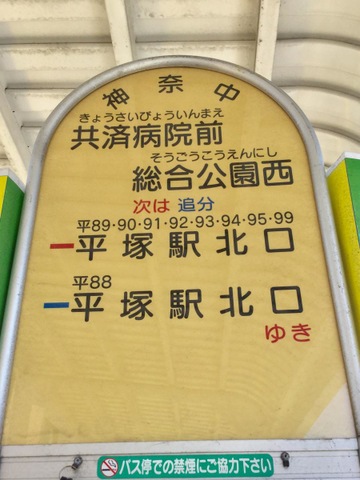 神奈中
きょうさいびょういんまえ
共済病院前
そうごうこうえんにし
総合公園西
次は 追分
平89・90・91・92・93・94・95・99
平塚駅北口
平88
平塚駅北口
ゆき
バス停での禁煙にご協力下さい